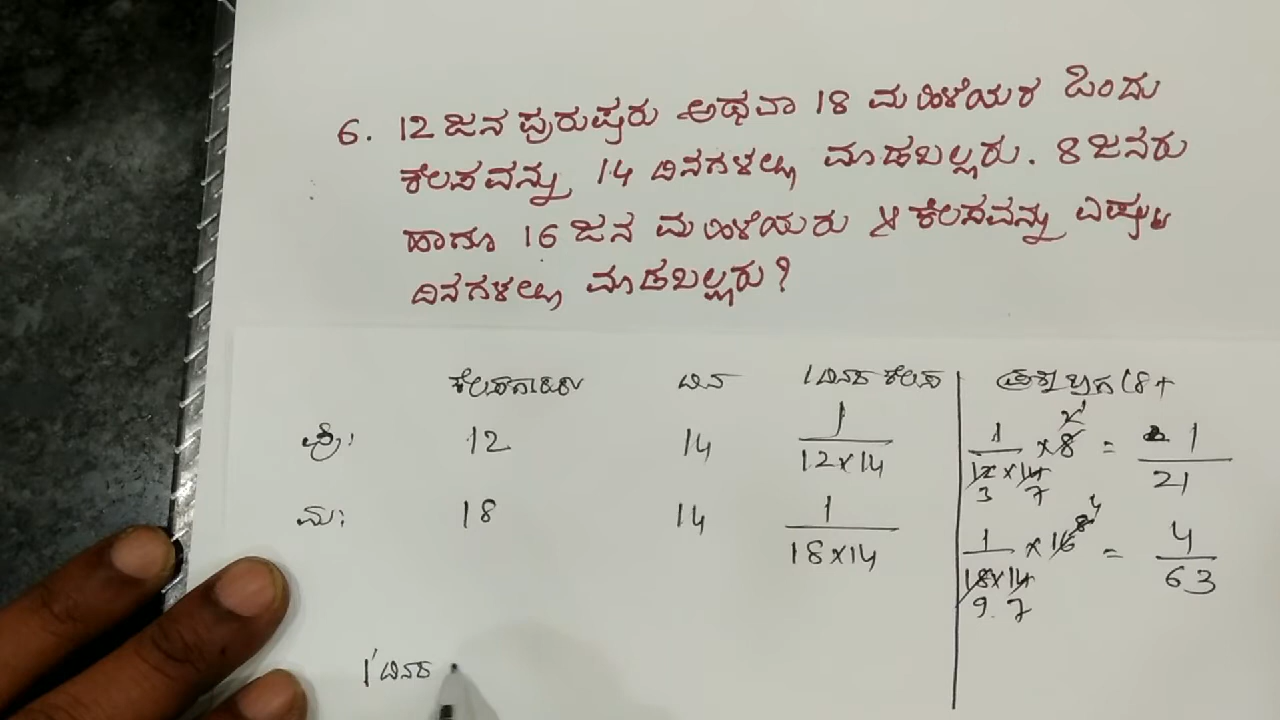 6. 12 ಜನ ಪುರುಷರು ಅಥವಾ 18 ಮಹಿಳೆಯರ ಒಂದು
ಕೆಲಸವನ್ನು 14 ದಿನಗಳಲ್ಲಿ ಮಾಡಬಲ್ಲರು. 8 ಜನರು
ಹಾಗೂ 16 ಜನ ಮಹಿಳೆಯರು ಆ ಕೆಲಸವನ್ನು ಎಷ್ಟು
ದಿನಗಳಲ್ಲಿ ಮಾಡಬಲ್ಲರು?
ದಿನ 1 ದಿನದ ಕೆಲಸ
ಪು: 12 14 1/12×14 1/12×14 × 8 = 1/21
ಮ: 18 14 1/18×14 1/18×14 × 16 = 4/63
1 ದಿನದ